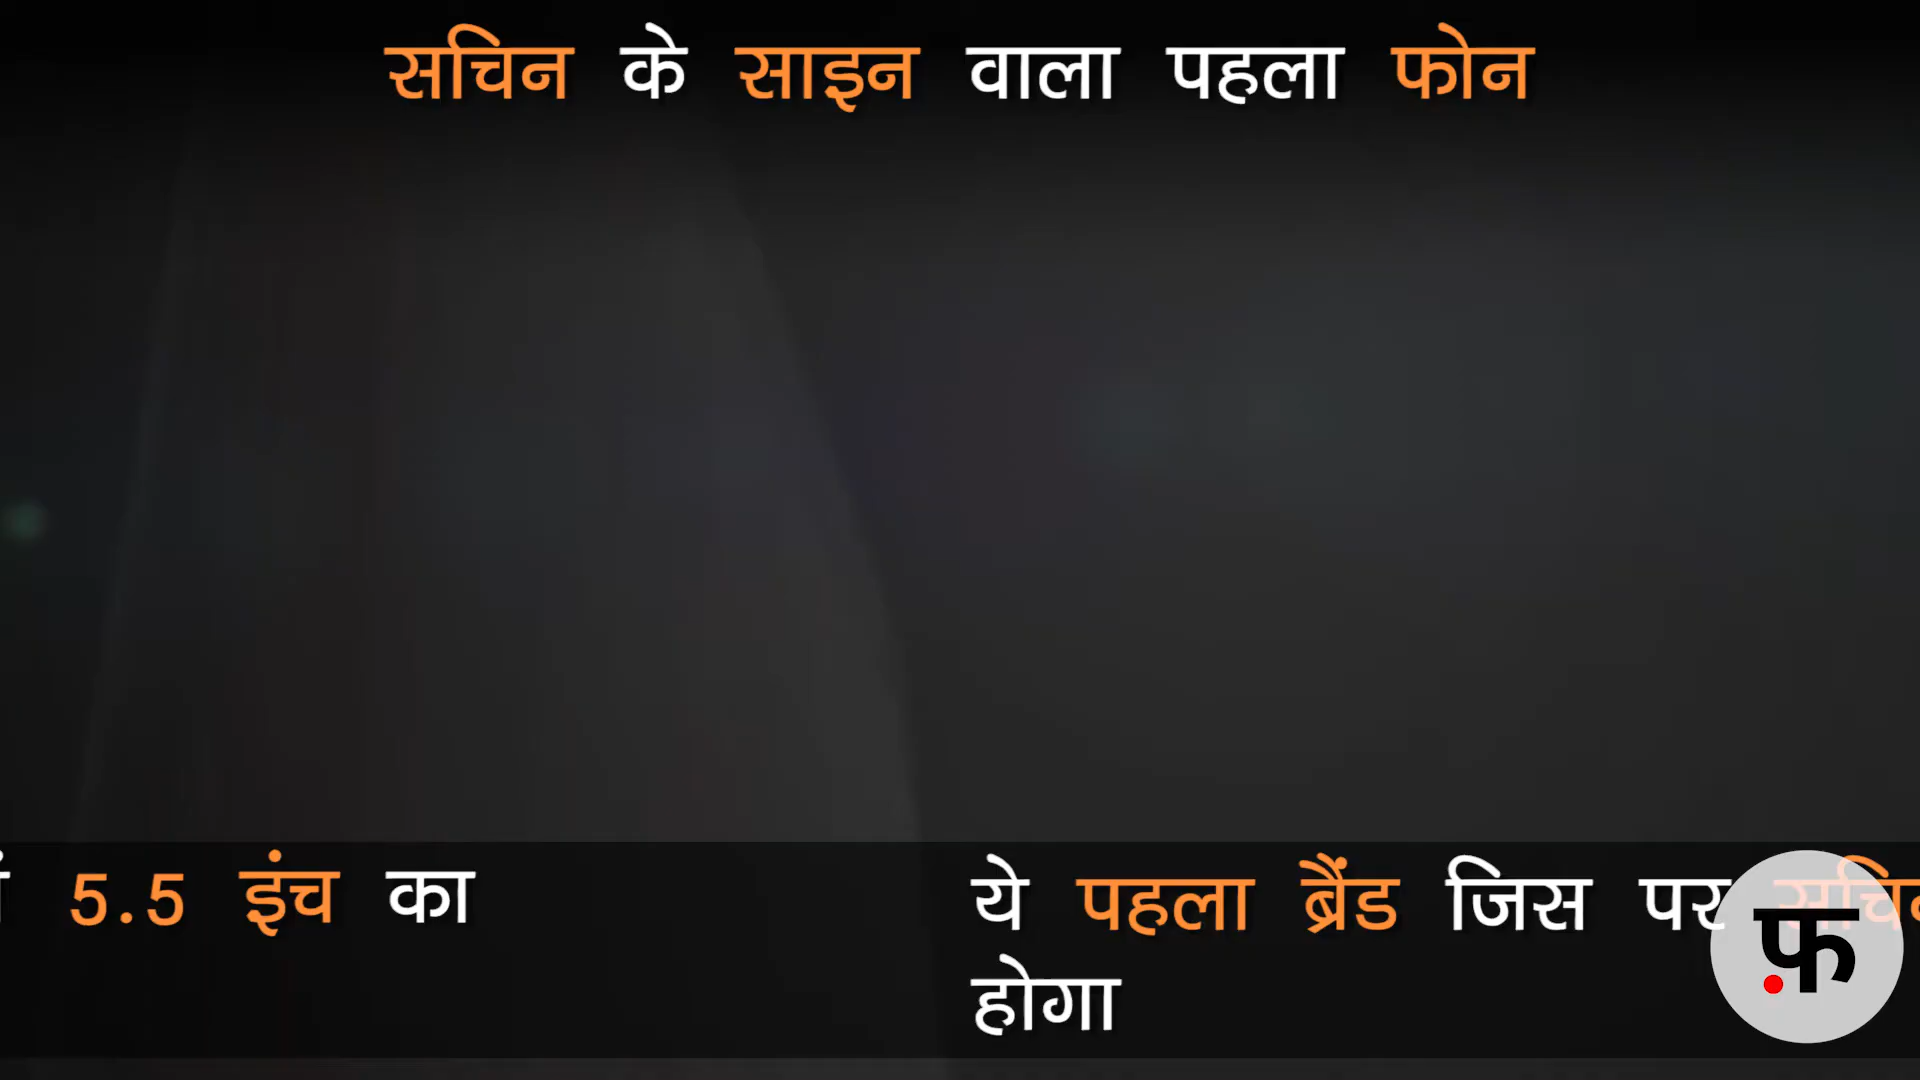 सचिन के साइन वाला पहला फोन
5.5 इंच का
ये पहला ब्रैंड जिस पर
होगा
फ़